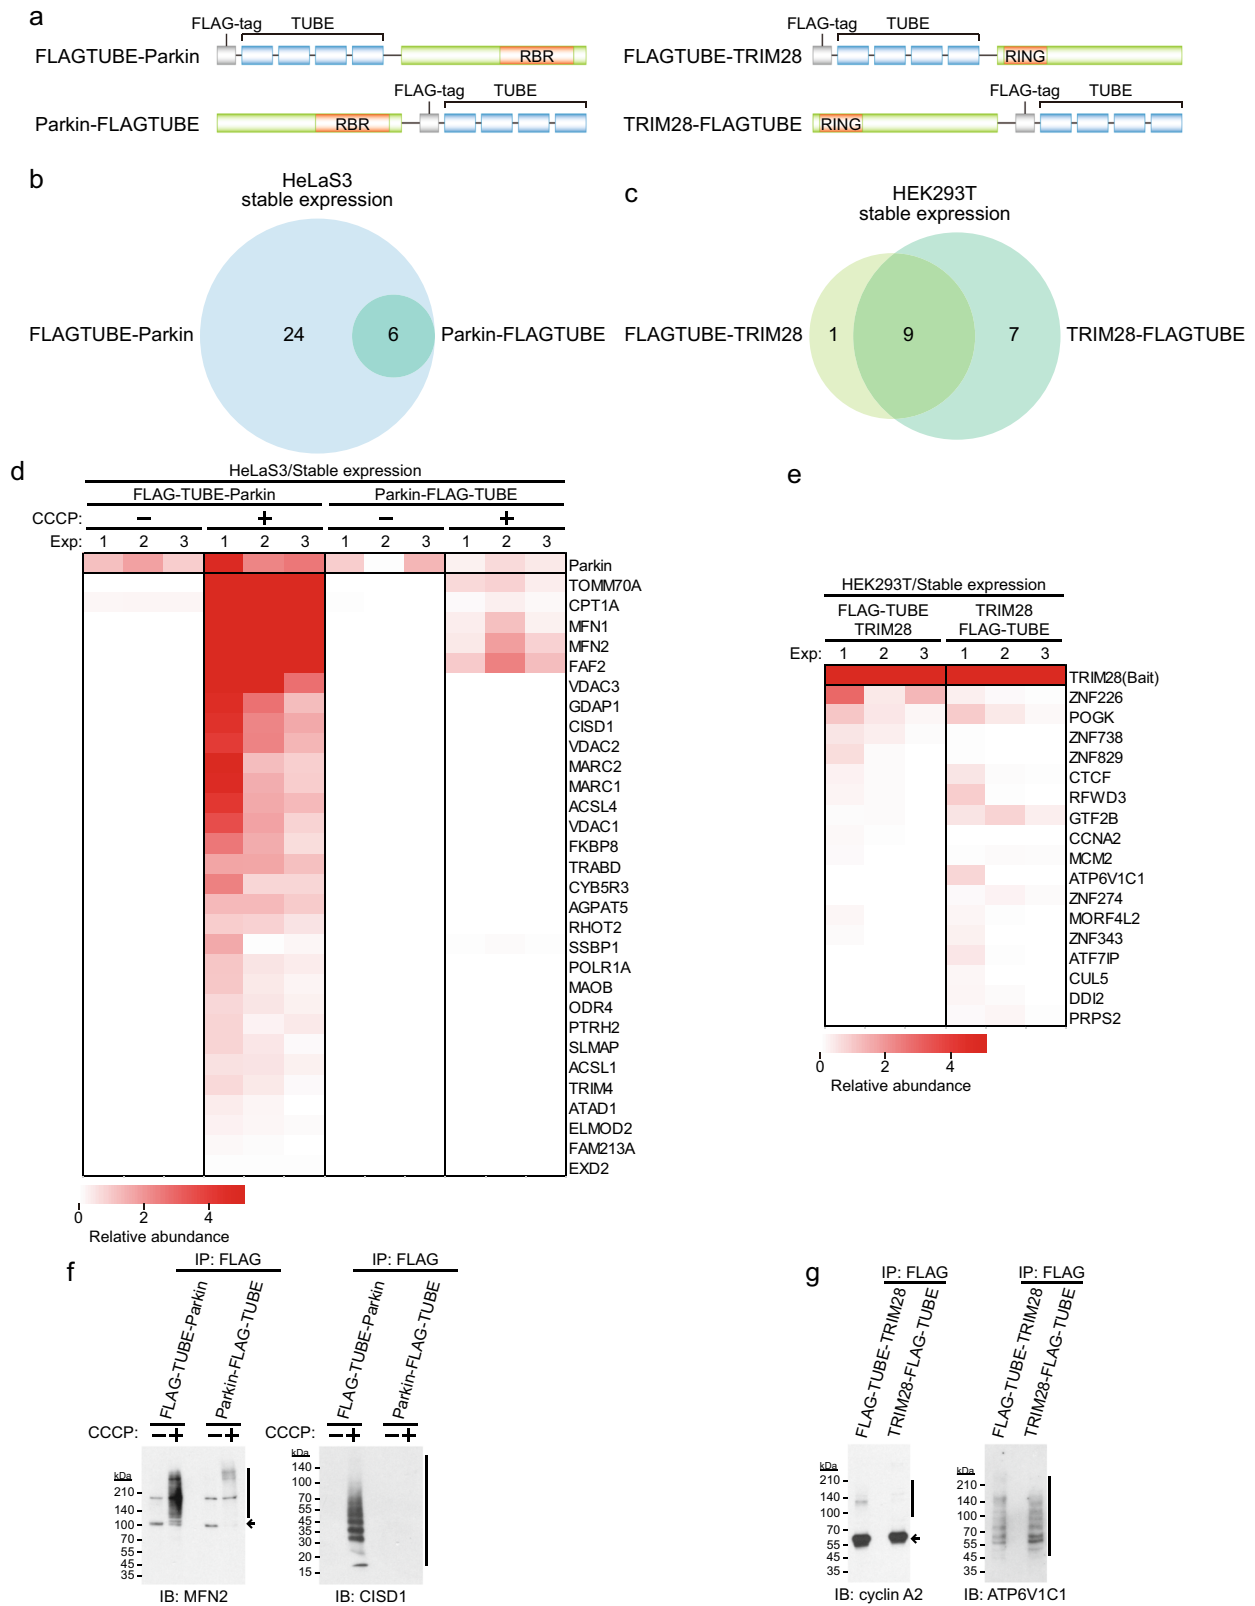 a
FLAG-tag TUBE
FLAGTUBE-Parkin
RBR
FLAG-tag TUBE
Parkin-FLAGTUBE
RBR
FLAG-tag TUBE
FLAGTUBE-TRIM28
RING
FLAG-tag TUBE
TRIM28-FLAGTUBE
RING
b
HeLaS3
stable expression
FLAGTUBE-Parkin
24
6
Parkin-FLAGTUBE
c
HEK293T
stable expression
FLAGTUBE-TRIM28
1
9
7
TRIM28-FLAGTUBE
d
HeLaS3/Stable expression
FLAG-TUBE-Parkin Parkin-FLAG-TUBE
CCCP: − + − +
Exp: 1 2 3 1 2 3 1 2 3 1 2 3
Parkin
TOMM70A
CPT1A
MFN1
MFN2
FAF2
VDAC3
GDAP1
CISD1
VDAC2
MARC2
MARC1
ACSL4
VDAC1
FKBP8
TRABD
CYB5R3
AGPAT5
RHOT2
SSBP1
POLR1A
MAOB
ODR4
PTRH2
SLMAP
ACSL1
TRIM4
ATAD1
ELMOD2
FAM213A
EXD2
0 2 4
Relative abundance
e
HEK293T/Stable expression
FLAG-TUBE TRIM28
TRIM28 FLAG-TUBE
Exp: 1 2 3 1 2 3
TRIM28(Bait)
ZNF226
POGK
ZNF738
ZNF829
CTCF
RFWD3
GTF2B
CCNA2
MCM2
ATP6V1C1
ZNF274
MORF4L2
ZNF343
ATF7IP
CUL5
DDI2
PRPS2
0 2 4
Relative abundance
f
IP: FLAG
FLAG-TUBE-Parkin
Parkin-FLAG-TUBE
CCCP: − + − +
kDa
210
140
100
70
55
45
35
IB: MFN2
IP: FLAG
FLAG-TUBE-Parkin
Parkin-FLAG-TUBE
CCCP: − + − +
kDa
140
100
70
55
45
35
30
20
15
IB: CISD1
g
IP: FLAG
FLAG-TUBE-TRIM28
TRIM28-FLAG-TUBE
kDa
210
140
100
70
55
45
35
IB: cyclin A2
IP: FLAG
FLAG-TUBE-TRIM28
TRIM28-FLAG-TUBE
kDa
210
140
100
70
55
45
35
IB: ATP6V1C1